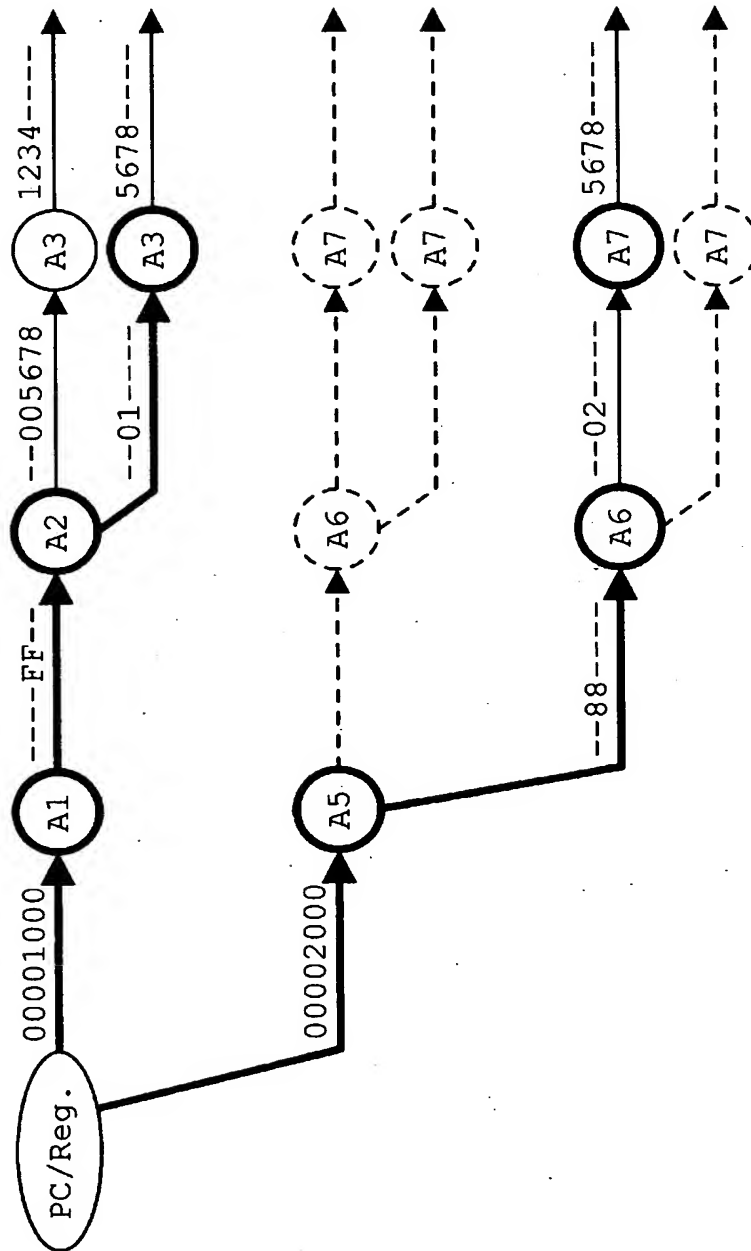 PC/Reg. 00001000 A1 -----FF--- A2 --005678 A3 1234-----
--01----- A3 5678-----
00002000 A5 A6 A7
A7
--88----- A6 --02----- A7 5678-----
A7